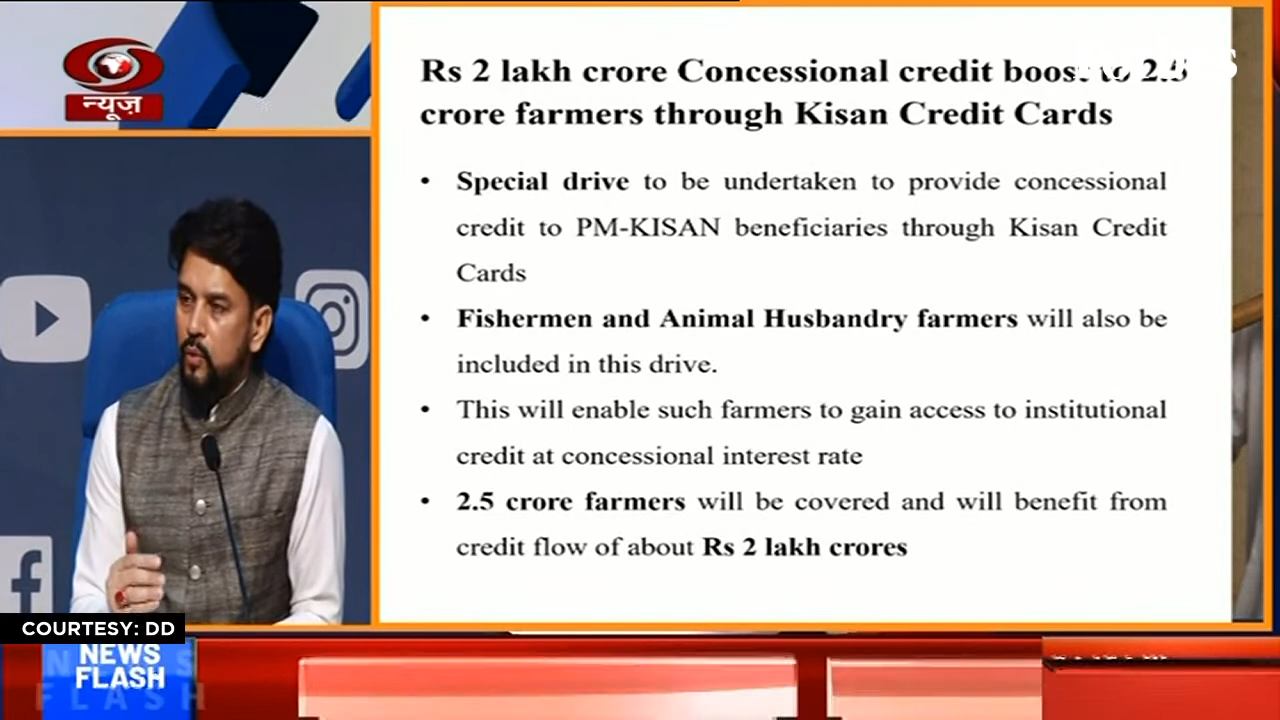 न्यूज़
Rs 2 lakh crore Concessional credit boost to 2.5
crore farmers through Kisan Credit Cards
• Special drive to be undertaken to provide concessional
credit to PM-KISAN beneficiaries through Kisan Credit
Cards
• Fishermen and Animal Husbandry farmers will also be
included in this drive.
• This will enable such farmers to gain access to institutional
credit at concessional interest rate
• 2.5 crore farmers will be covered and will benefit from
credit flow of about Rs 2 lakh crores
COURTESY: DD
NEWS
FLASH